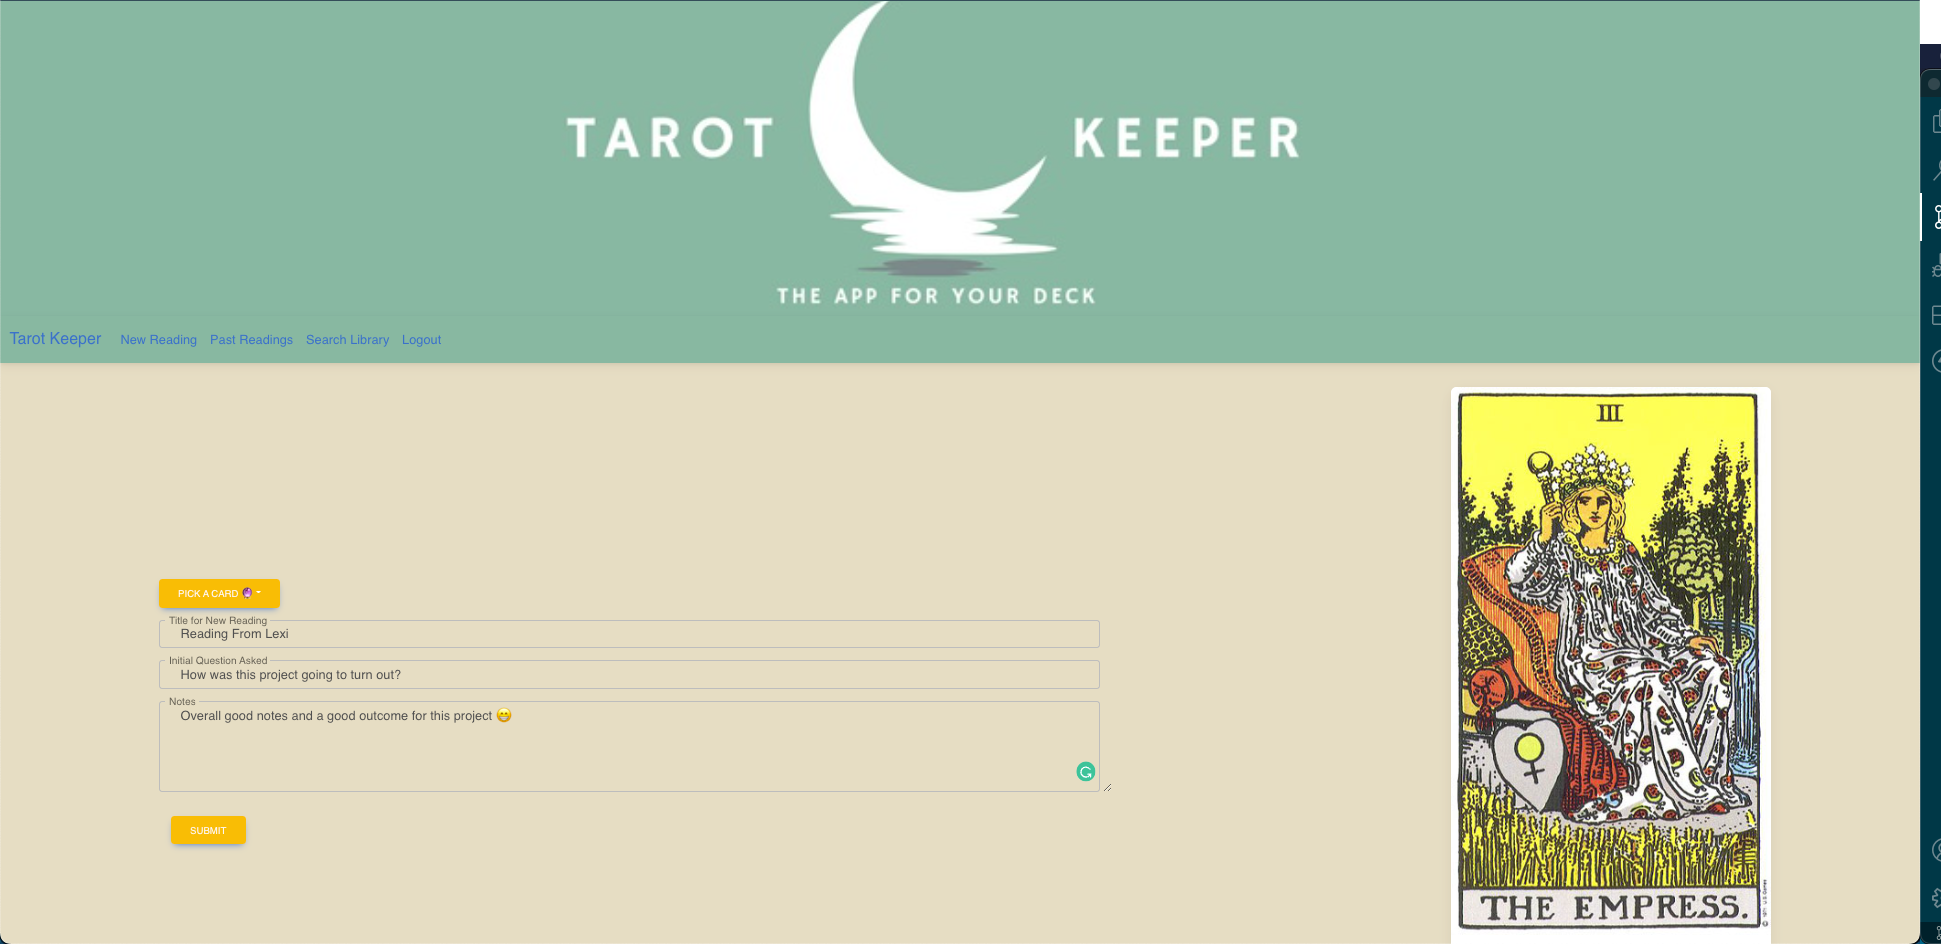 TAROT KEEPER
THE APP FOR YOUR DECK
Tarot Keeper New Reading Past Readings Search Library Logout
III
PICK A CARD 🔮
Title for New Reading
Reading From Lexi
Initial Question Asked
How was this project going to turn out?
Notes
Overall good notes and a good outcome for this project 😁
SUBMIT
THE EMPRESS.